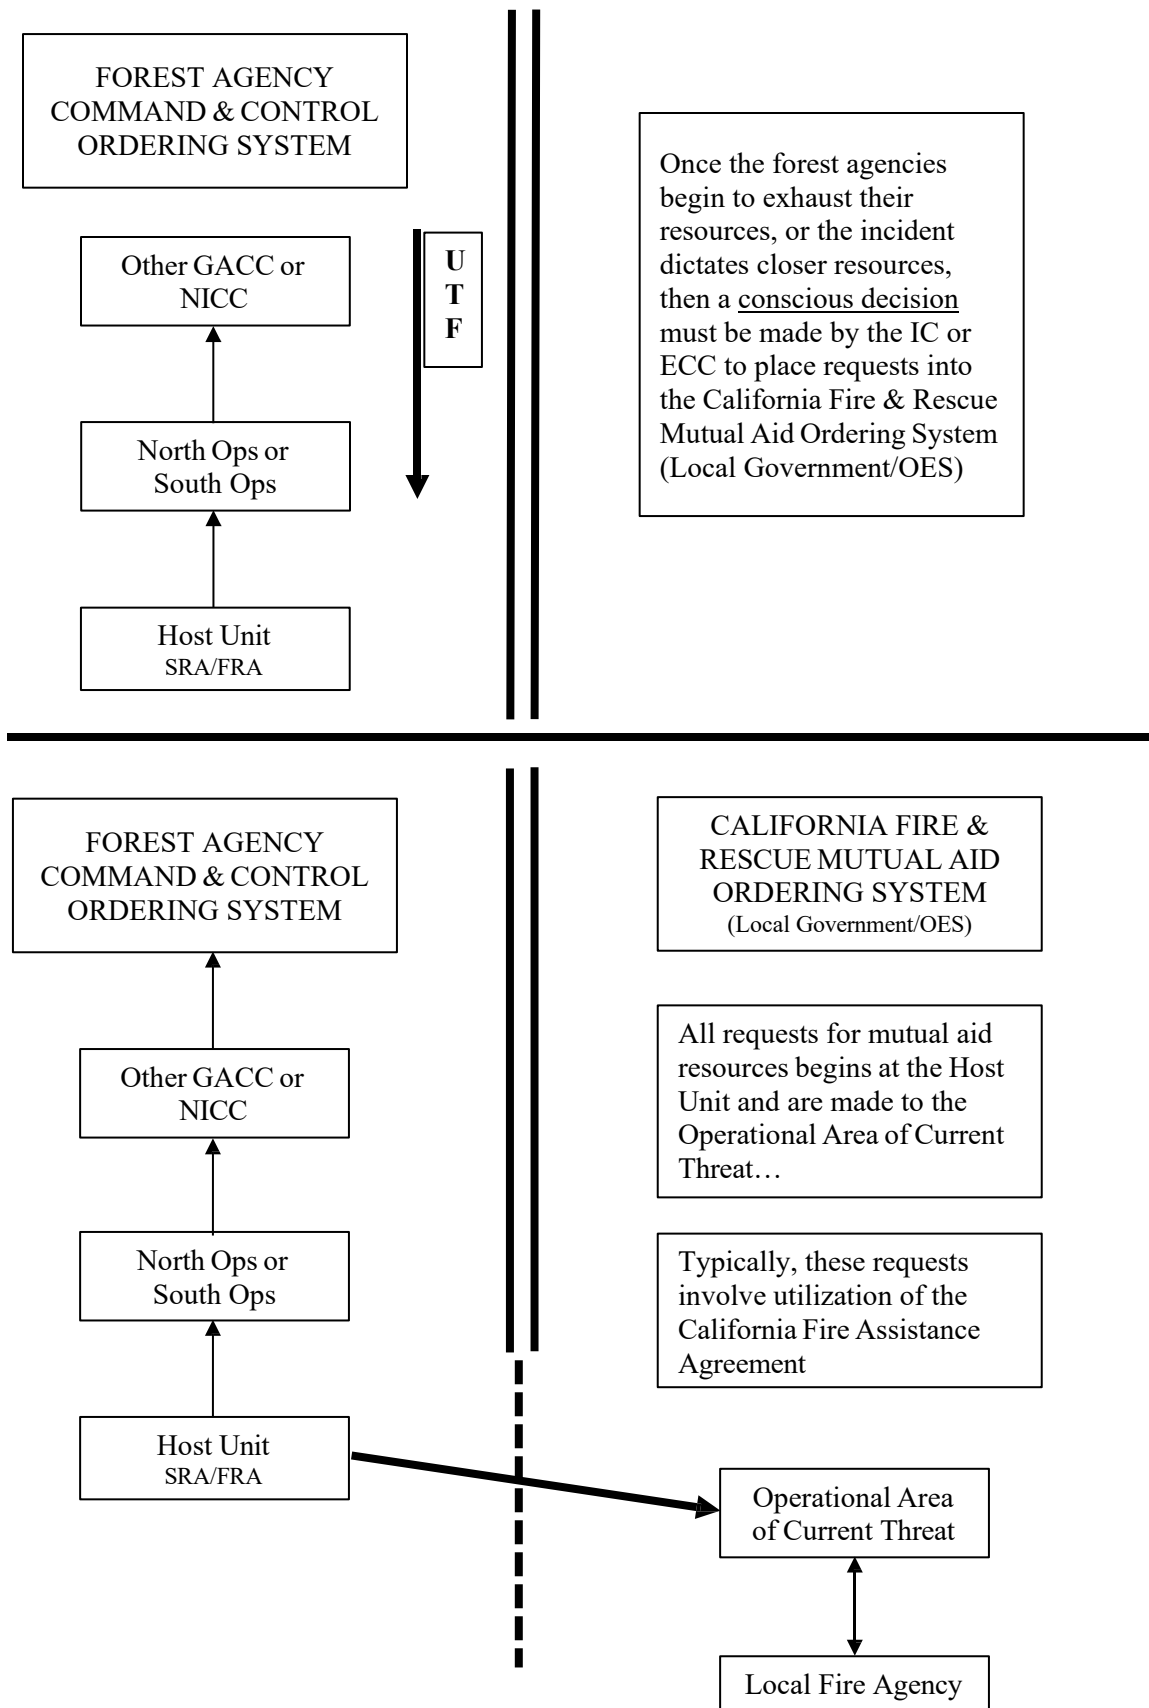 FOREST AGENCY
COMMAND & CONTROL
ORDERING SYSTEM
Other GACC or
NICC
North Ops or
South Ops
Host Unit
SRA/FRA
U
T
F
Once the forest agencies
begin to exhaust their
resources, or the incident
dictates closer resources,
then a conscious decision
must be made by the IC or
ECC to place requests into
the California Fire & Rescue
Mutual Aid Ordering System
(Local Government/OES)
FOREST AGENCY
COMMAND & CONTROL
ORDERING SYSTEM
Other GACC or
NICC
North Ops or
South Ops
Host Unit
SRA/FRA
CALIFORNIA FIRE &
RESCUE MUTUAL AID
ORDERING SYSTEM
(Local Government/OES)
All requests for mutual aid
resources begins at the Host
Unit and are made to the
Operational Area of Current
Threat…
Typically, these requests
involve utilization of the
California Fire Assistance
Agreement
Operational Area
of Current Threat
Local Fire Agency